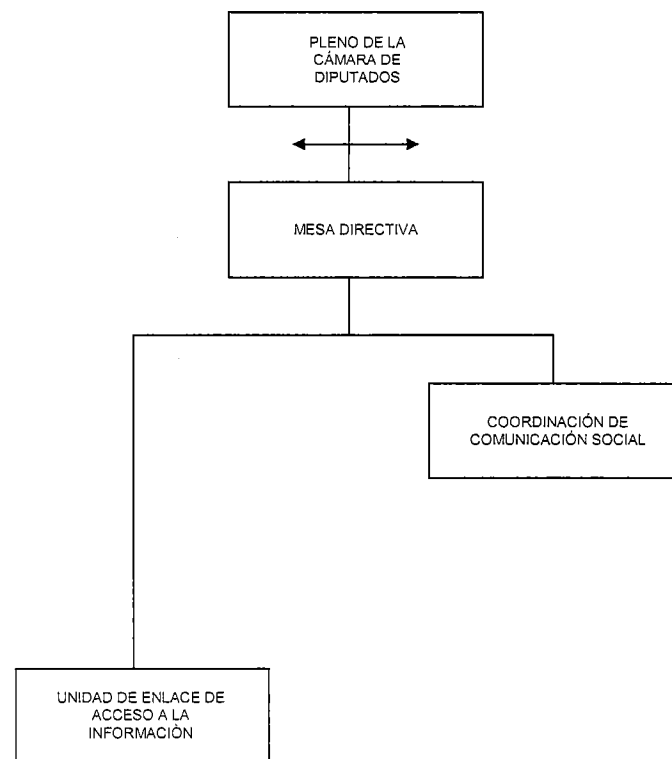 PLENO DE LA
CÁMARA DE
DIPUTADOS
MESA DIRECTIVA
COORDINACIÓN DE
COMUNICACIÓN SOCIAL
UNIDAD DE ENLACE DE
ACCESO A LA
INFORMACIÒN